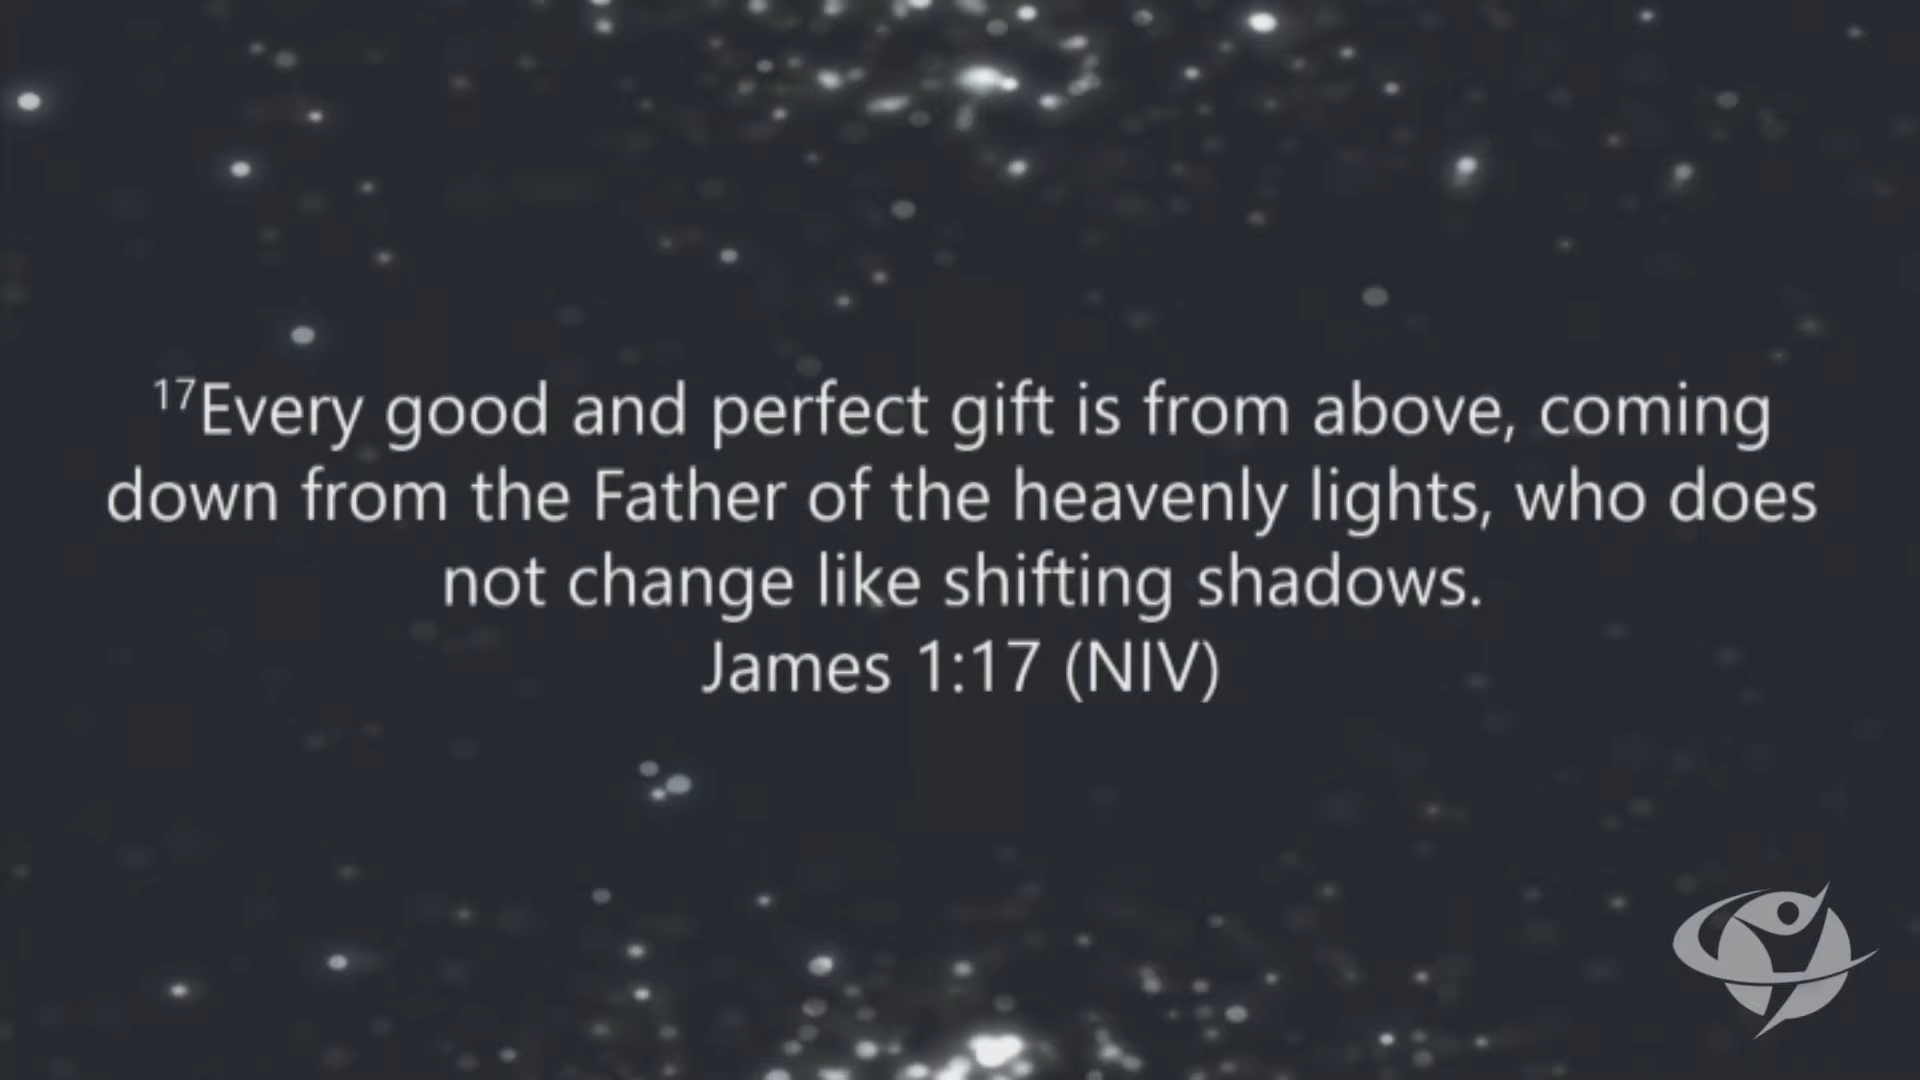 17Every good and perfect gift is from above, coming
down from the Father of the heavenly lights, who does
not change like shifting shadows.
James 1:17 (NIV)